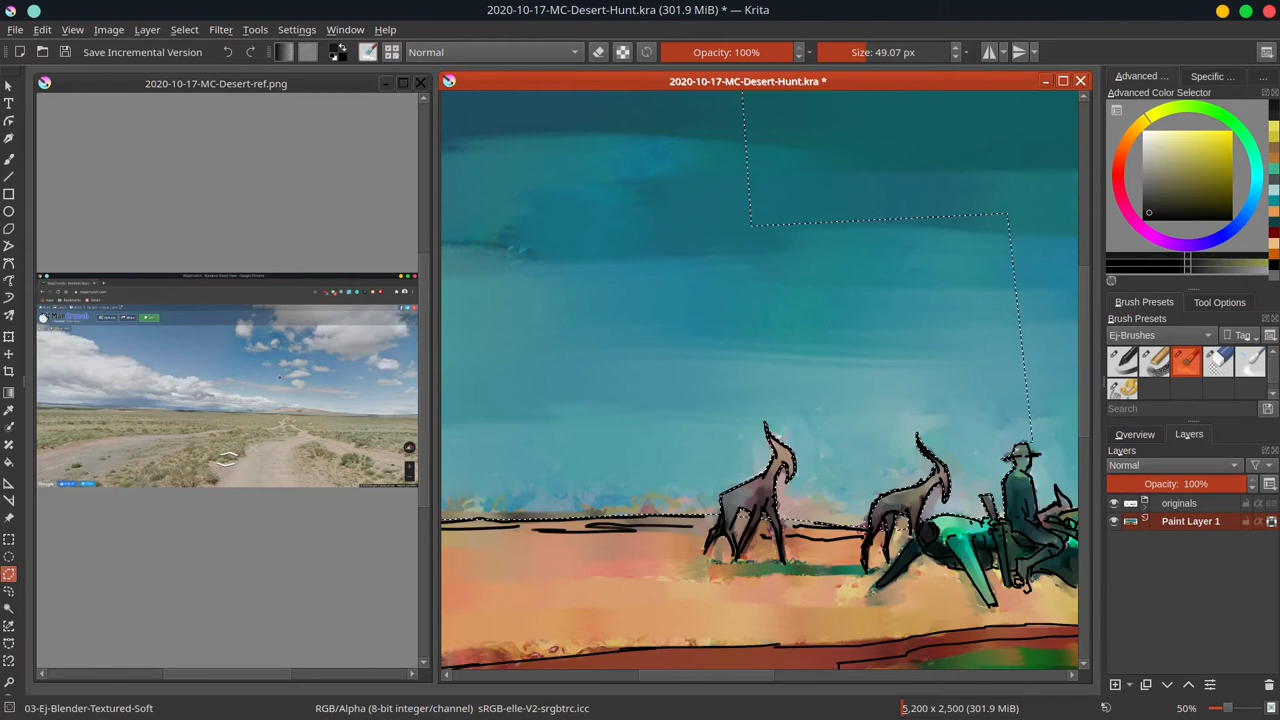 2020-10-17-MC-Desert-Hunt.kra (301.9 MiB) * — Krita
File Edit View Image Layer Select Filter Tools Settings Window Help
Save Incremental Version
Normal
Opacity: 100%
Size: 49.07 px
2020-10-17-MC-Desert-ref.png
2020-10-17-MC-Desert-Hunt.kra *
Advanced ...
Specific ...
...
Advanced Color Selector
Brush Presets
Tool Options
Brush Presets
Ej-Brushes
Tag
Search
Overview
Layers
Layers
Normal
Opacity: 100%
originals
Paint Layer 1
03-Ej-Blender-Textured-Soft
RGB/Alpha (8-bit integer/channel) sRGB-elle-V2-srgbtrc.icc
5,200 x 2,500 (301.9 MiB)
50%